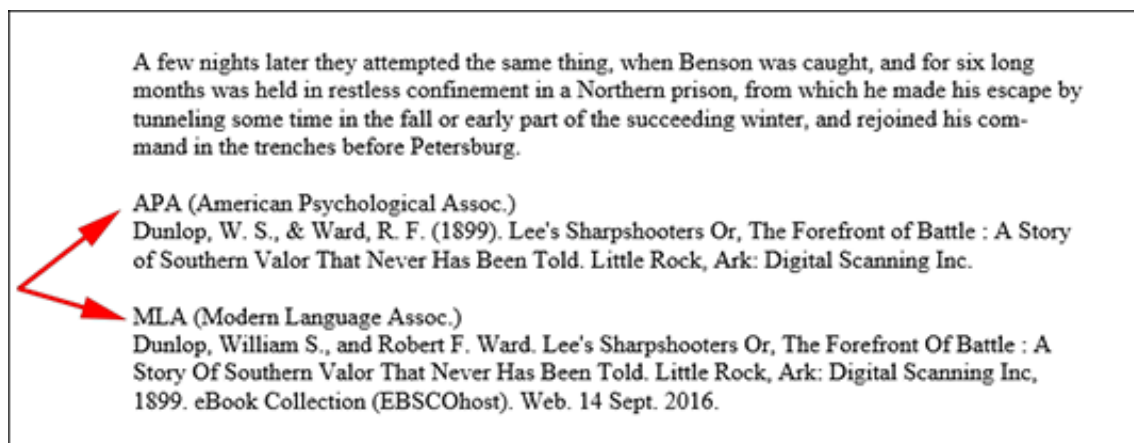 A few nights later they attempted the same thing, when Benson was caught, and for six long
months was held in restless confinement in a Northern prison, from which he made his escape by
tunneling some time in the fall or early part of the succeeding winter, and rejoined his com-
mand in the trenches before Petersburg.
APA (American Psychological Assoc.)
Dunlop, W. S., & Ward, R. F. (1899). Lee's Sharpshooters Or, The Forefront of Battle : A Story
of Southern Valor That Never Has Been Told. Little Rock, Ark: Digital Scanning Inc.
MLA (Modern Language Assoc.)
Dunlop, William S., and Robert F. Ward. Lee's Sharpshooters Or, The Forefront Of Battle : A
Story Of Southern Valor That Never Has Been Told. Little Rock, Ark: Digital Scanning Inc,
1899. eBook Collection (EBSCOhost). Web. 14 Sept. 2016.